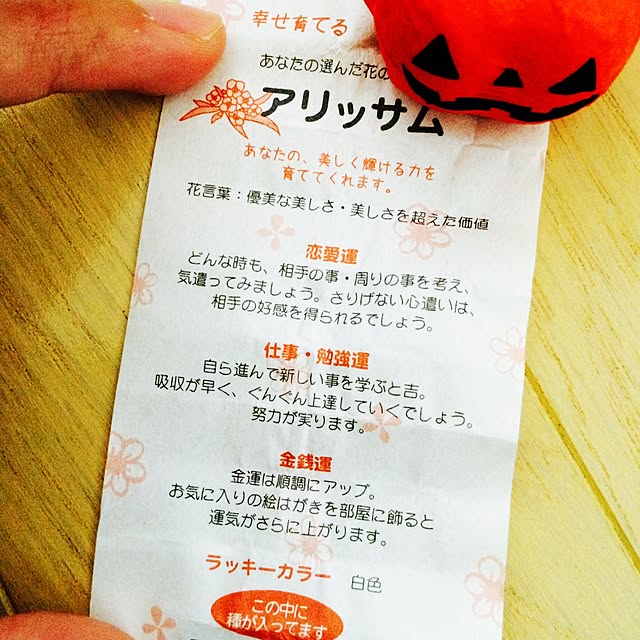 幸せ育てる
あなたの選んだ花の
アリッサム
あなたの、美しく輝ける力を
育ててくれます。
花言葉：優美な美しさ・美しさを超えた価値
恋愛運
どんな時も、相手の事・周りの事を考え、
気遣ってみましょう。さりげない心遣いは、
相手の好感を得られるでしょう。
仕事・勉強運
自ら進んで新しい事を学ぶと吉。
吸収が早く、ぐんぐん上達していくでしょう。
努力が実ります。
金銭運
金運は順調にアップ。
お気に入りの絵はがきを部屋に飾ると
運気がさらに上がります。
ラッキーカラー 白色
この中に
種が入ってます